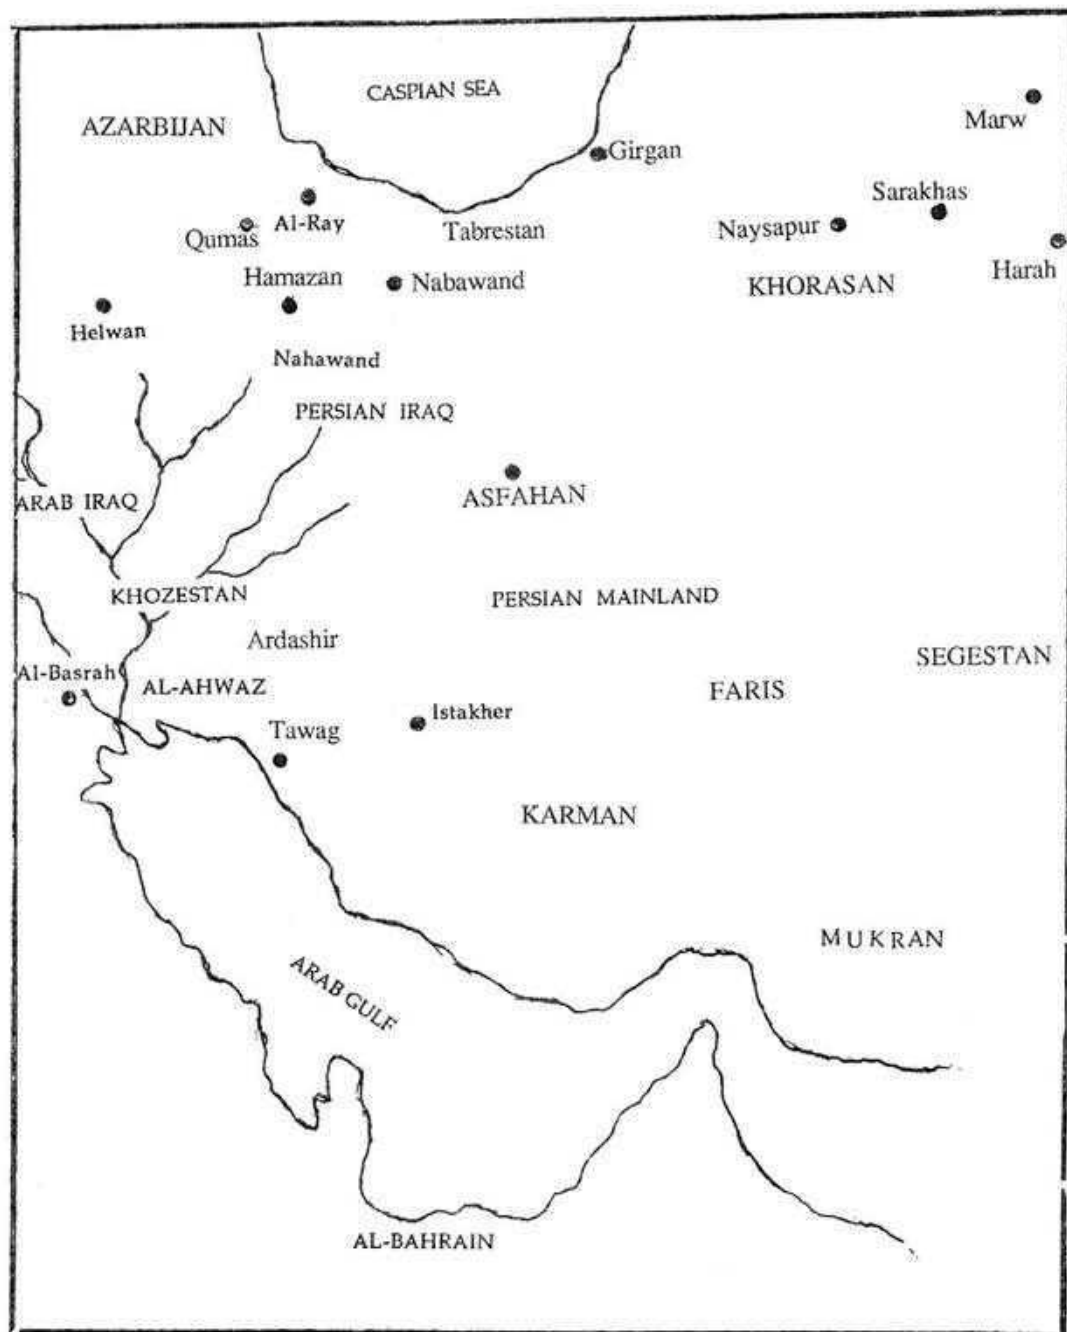 CASPIAN SEA
AZARBIJAN
Marw
Girgan
Sarakhas
Al-Ray
Tabrestan
Naysapur
Qumas
Harah
Hamazan
Nabawand
KHORASAN
Helwan
Nahawand
PERSIAN IRAQ
ASFAHAN
ARAB IRAQ
KHOZESTAN
PERSIAN MAINLAND
Ardashir
SEGESTAN
Al-Basrah
AL-AHWAZ
FARIS
Istakher
Tawag
KARMAN
MUKRAN
ARAB GULF
AL-BAHRAIN